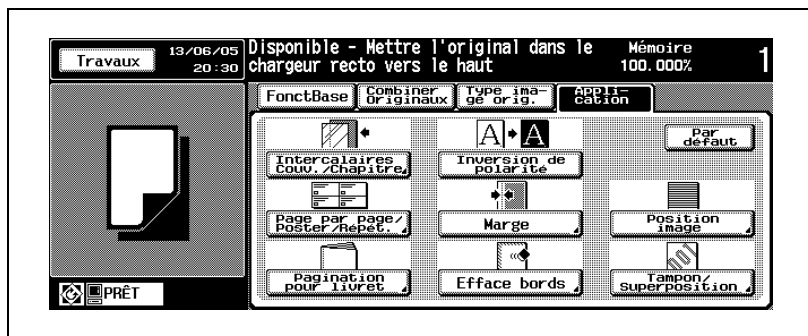 Travaux
13/06/05
20:30
Disponible - Mettre l'original dans le
chargeur recto vers le haut
Mémoire
100.000%
1
FonctBase
Combiner
Originaux
Type ima-
ge orig.
Appli-
cation
A A
Par
défaut
Intercalaires
Couv./Chapitre
Inversion de
polarité
Page par page/
Poster/Répét.
Marge
Position
image
001
Pagination
pour livret
Efface bords
Tampon/
Superposition
PRÊT